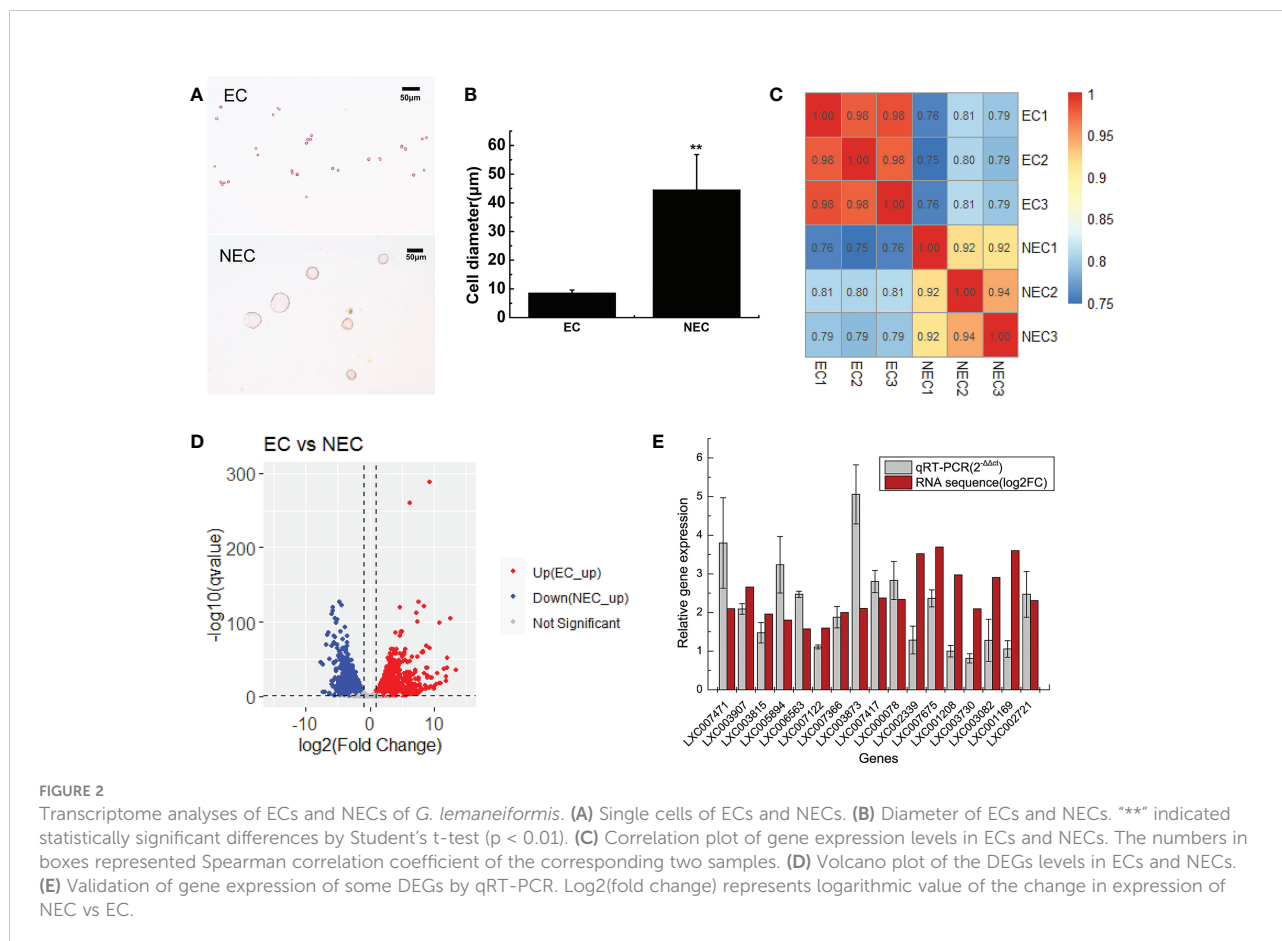 A
EC
50µm
NEC
50µm
B
Cell diameter(µm)
60
50
40
30
20
10
0
**
EC
NEC
C
1.00 0.98 0.98 0.76 0.81 0.79 EC1
0.98 1.00 0.98 0.75 0.80 0.79 EC2
0.98 0.98 1.00 0.76 0.81 0.79 EC3
0.76 0.75 0.76 1.00 0.92 0.92 NEC1
0.81 0.80 0.81 0.92 1.00 0.94 NEC2
0.79 0.79 0.79 0.92 0.94 1.00 NEC3
EC1 EC2 EC3 NEC1 NEC2 NEC3
1
0.95
0.9
0.85
0.8
0.75
D
EC vs NEC
-log10(qvalue)
300
200
100
0
-10 0 10
log2(Fold Change)
Up(EC_up)
Down(NEC_up)
Not Significant
E
Relative gene expression
6
5
4
3
2
1
0
qRT-PCR(2^-ΔΔct)
RNA sequence(log2FC)
LXC007471 LXC003907 LXC003815 LXC005894 LXC006563 LXC007122 LXC007366 LXC003873 LXC007417 LXC000078 LXC002339 LXC007675 LXC001208 LXC003730 LXC003082 LXC001169 LXC002721
Genes
FIGURE 2
Transcriptome analyses of ECs and NECs of G. lemaneiformis. (A) Single cells of ECs and NECs. (B) Diameter of ECs and NECs. "**" indicated
statistically significant differences by Student's t-test (p < 0.01). (C) Correlation plot of gene expression levels in ECs and NECs. The numbers in
boxes represented Spearman correlation coefficient of the corresponding two samples. (D) Volcano plot of the DEGs levels in ECs and NECs.
(E) Validation of gene expression of some DEGs by qRT-PCR. Log2(fold change) represents logarithmic value of the change in expression of
NEC vs EC.